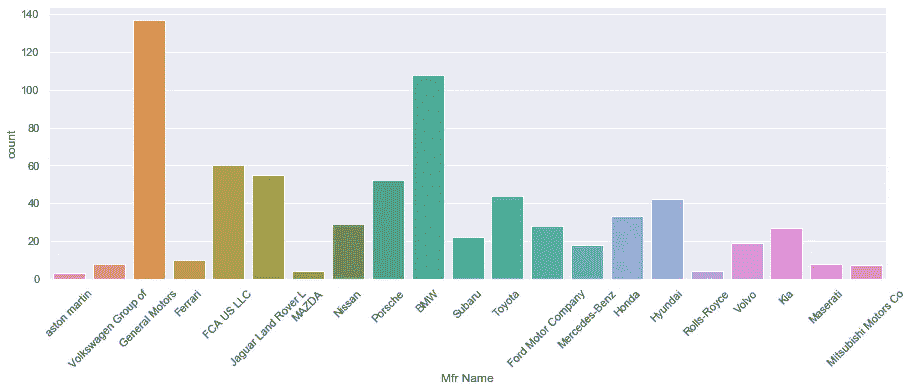 140
120
100
80
60
40
20
0
count
aston martin
Volkswagen Group of
General Motors
Ferrari
FCA US LLC
Jaguar Land Rover L
MAZDA
Nissan
Porsche
BMW
Subaru
Toyota
Ford Motor Company
Mercedes-Benz
Honda
Hyundai
Rolls-Royce
Volvo
Kia
Maserati
Mitsubishi Motors Co
Mfr Name